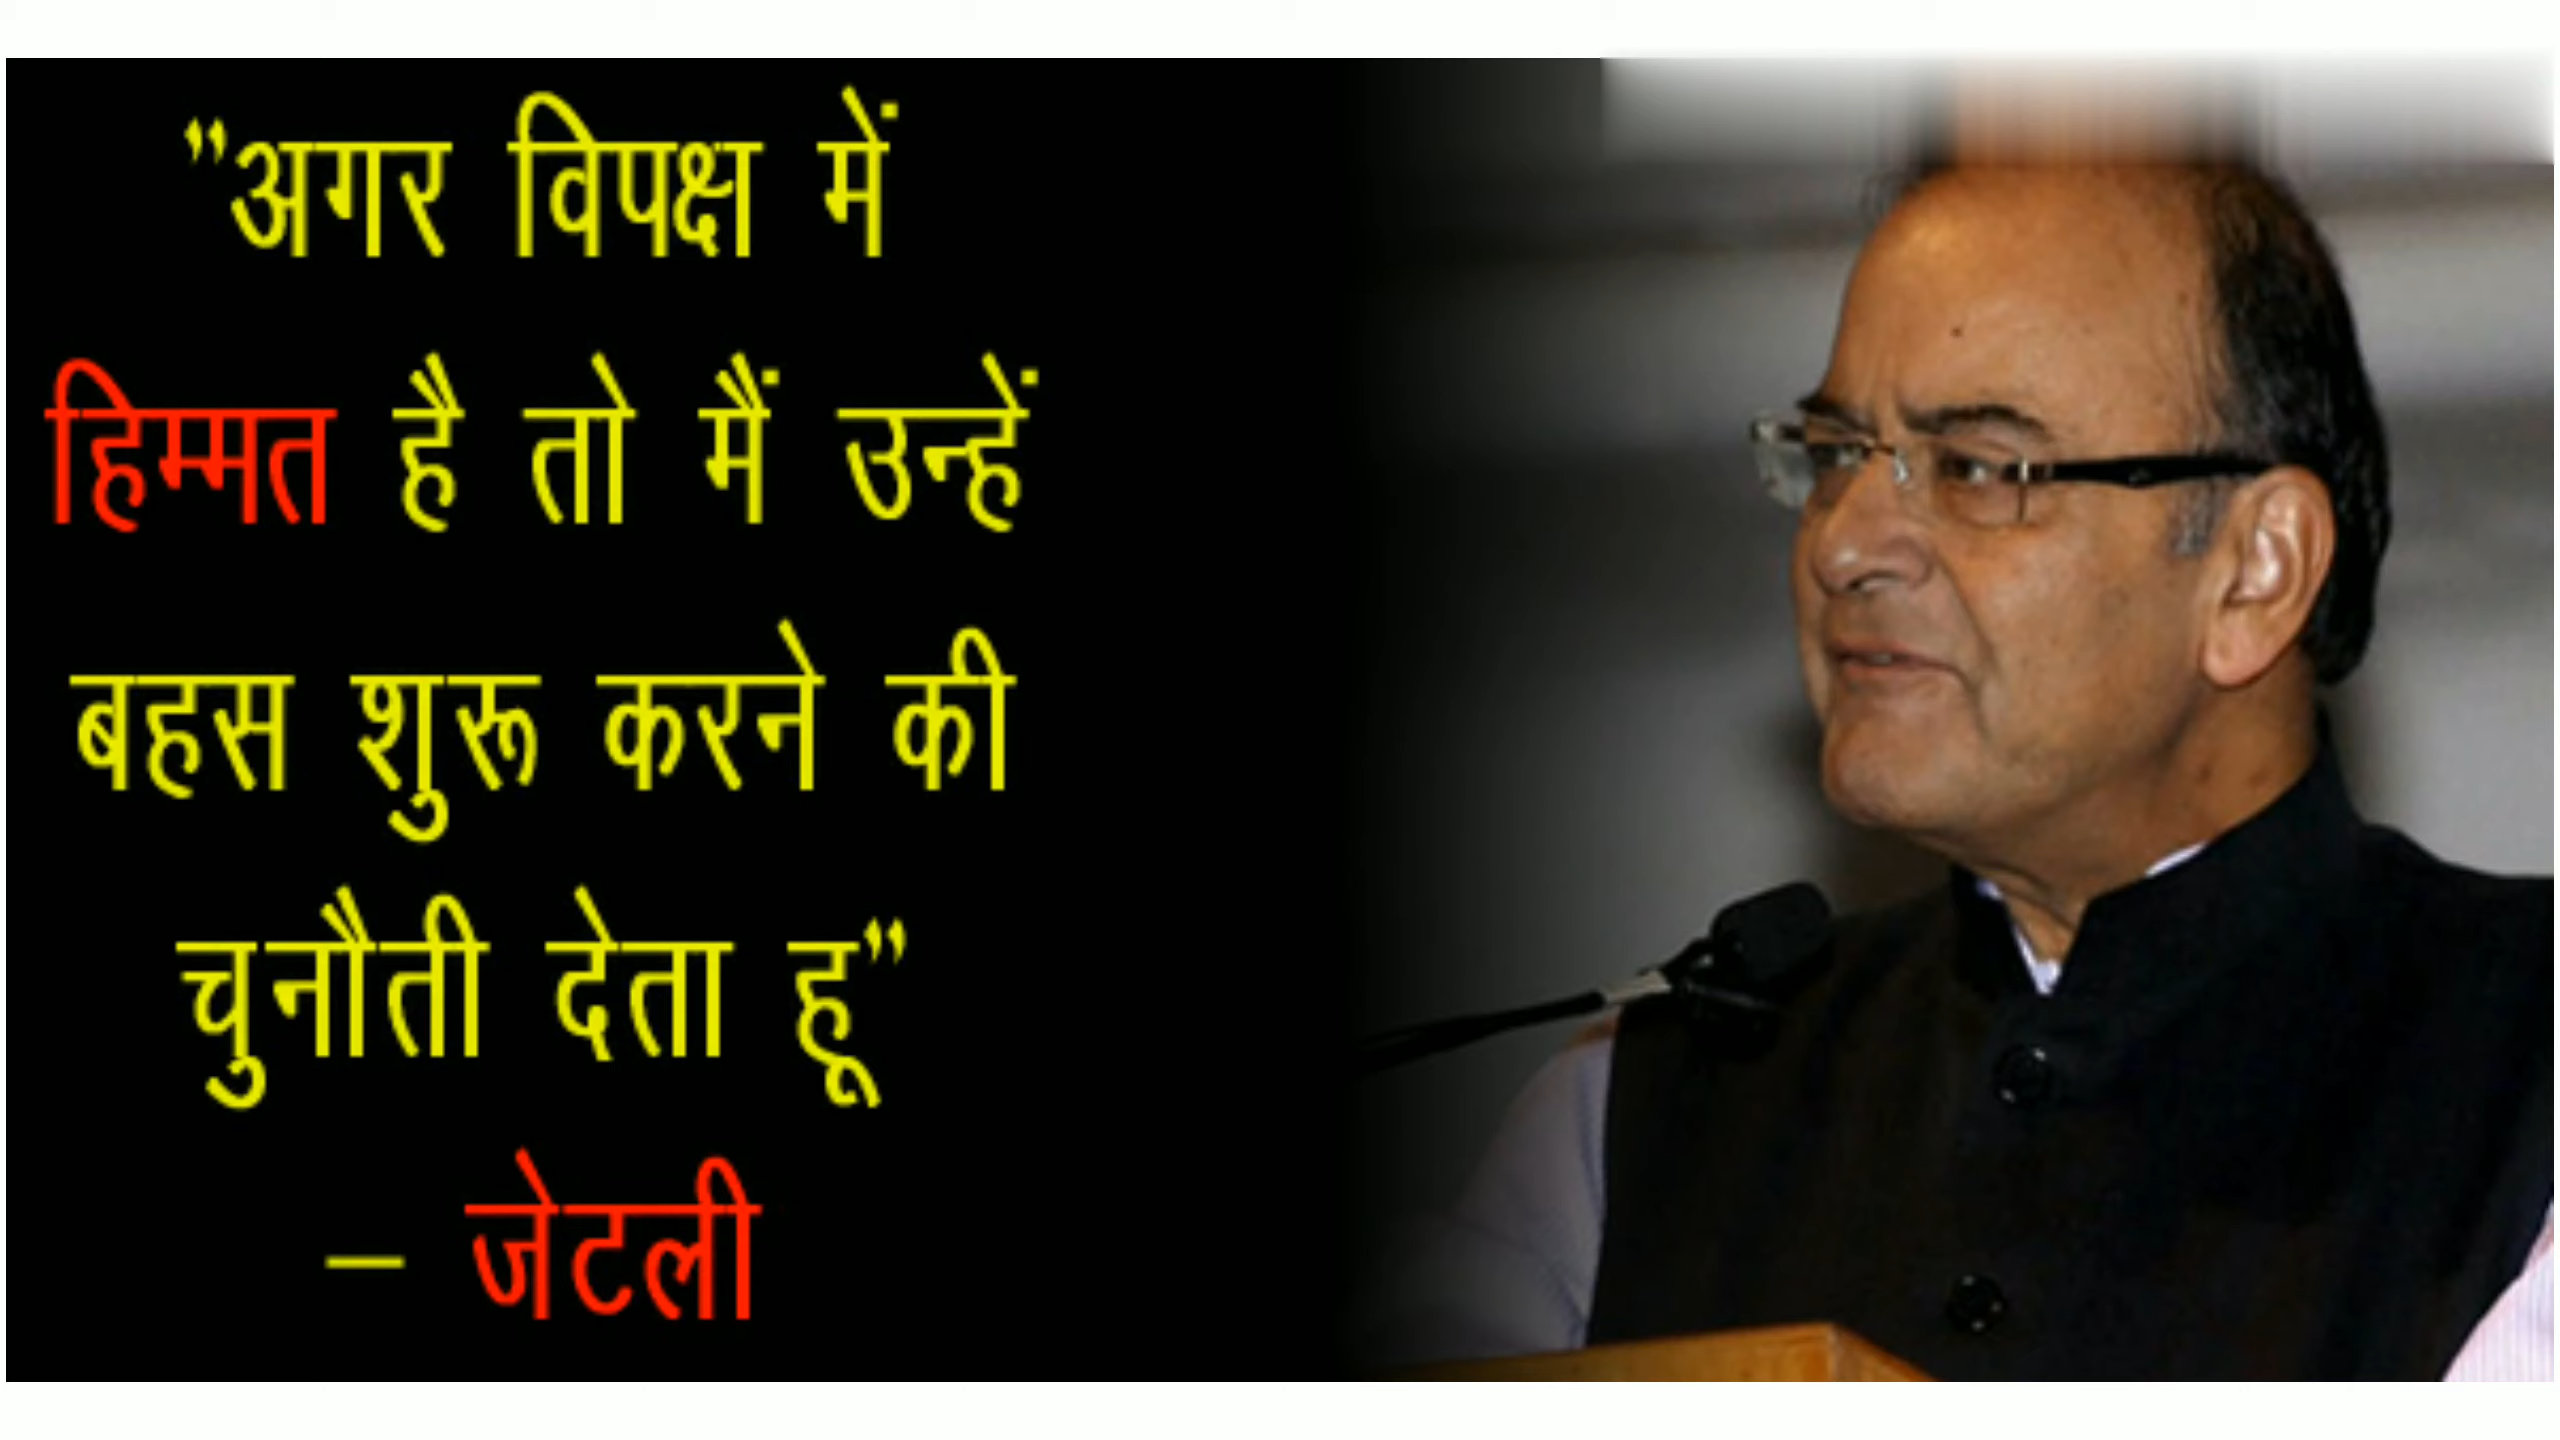 "अगर विपक्ष में
हिम्मत है तो मैं उन्हें
बहस शुरू करने की
चुनौती देता हू"
– जेटली